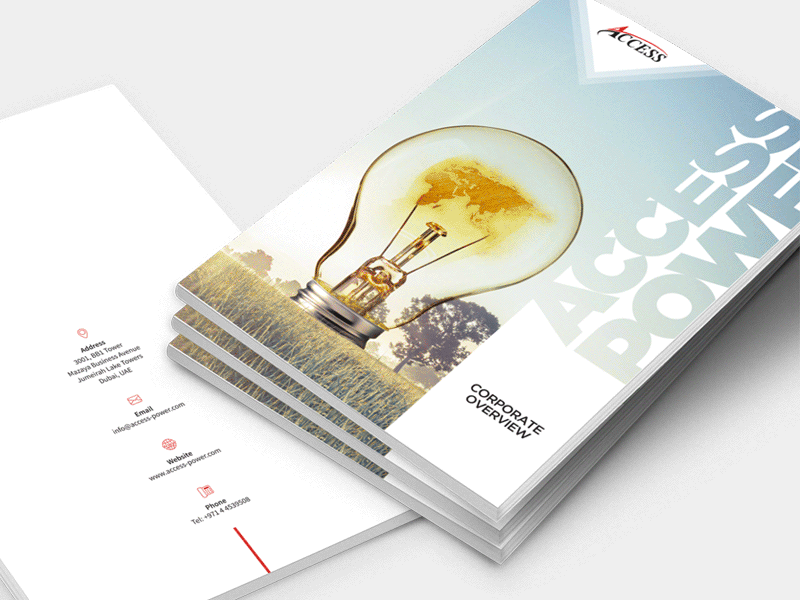 ACCESS
ACCESS
POWER
CORPORATE
OVERVIEW
Address
3001, BB1 Tower
Mazaya Business Avenue
Jumeirah Lake Towers
Dubai, UAE
Email
info@access-power.com
Website
www.access-power.com
Phone
Tel: +971 4 4539508